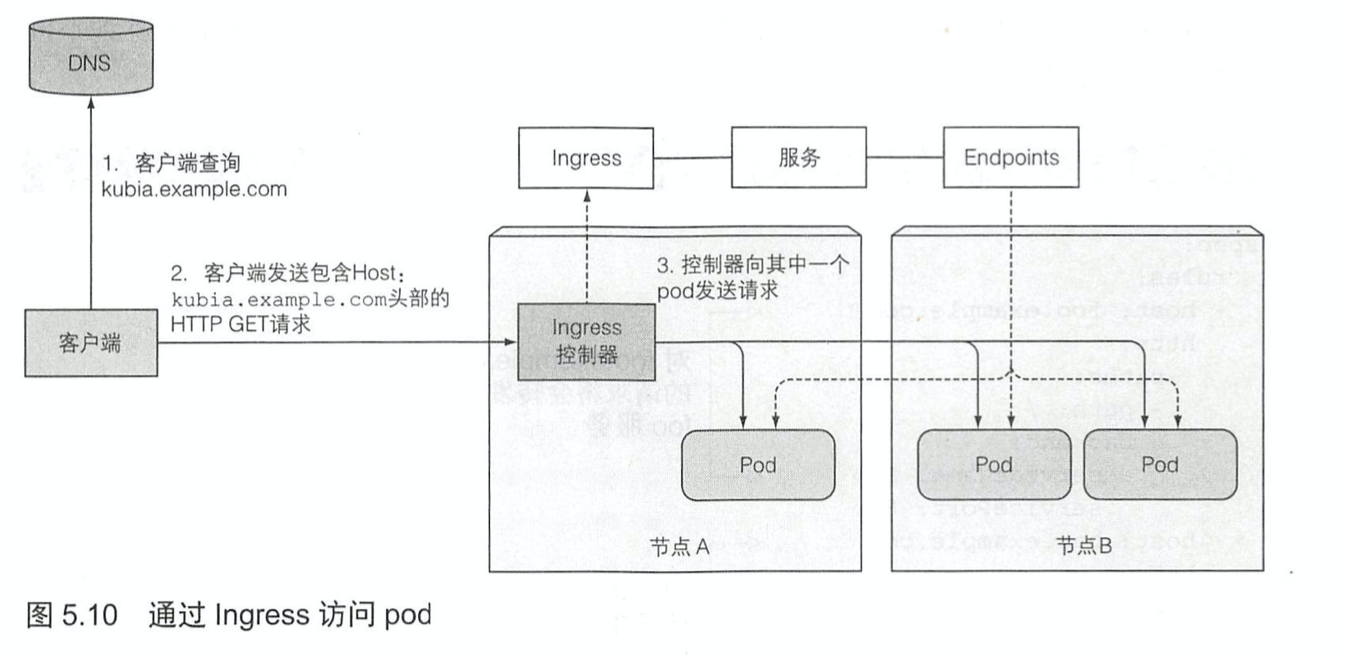 DNS
1. 客户端查询
kubia.example.com
Ingress
服务
Endpoints
2. 客户端发送包含Host:
kubia.example.com头部的
HTTP GET请求
3. 控制器向其中一个
pod发送请求
客户端
Ingress
控制器
Pod
Pod
Pod
节点 A
节点B
图 5.10 通过 Ingress 访问 pod